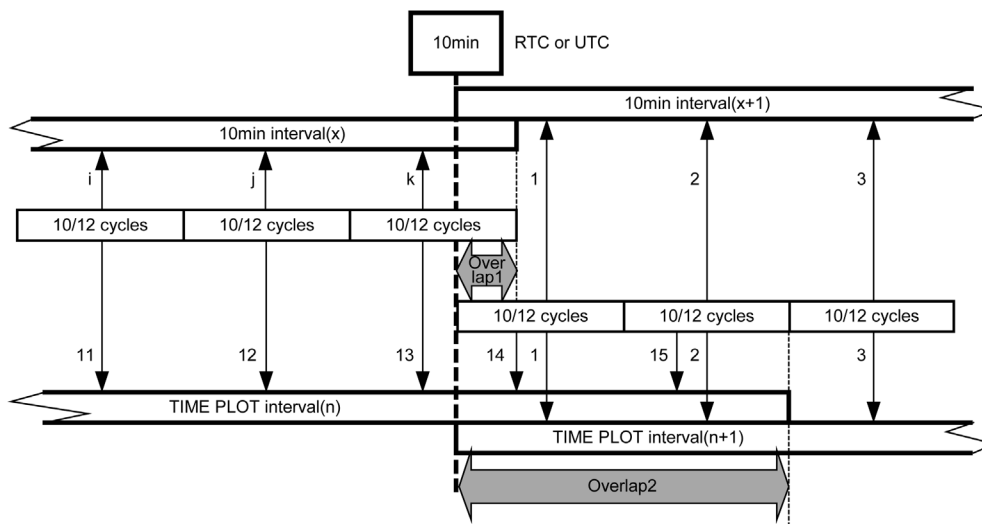 10min RTC or UTC
10min interval(x+1)
10min interval(x)
i j k 1 2 3
10/12 cycles 10/12 cycles 10/12 cycles
Over
lap1
10/12 cycles 10/12 cycles 10/12 cycles
11 12 13 14 1 15 2 3
TIME PLOT interval(n)
TIME PLOT interval(n+1)
Overlap2